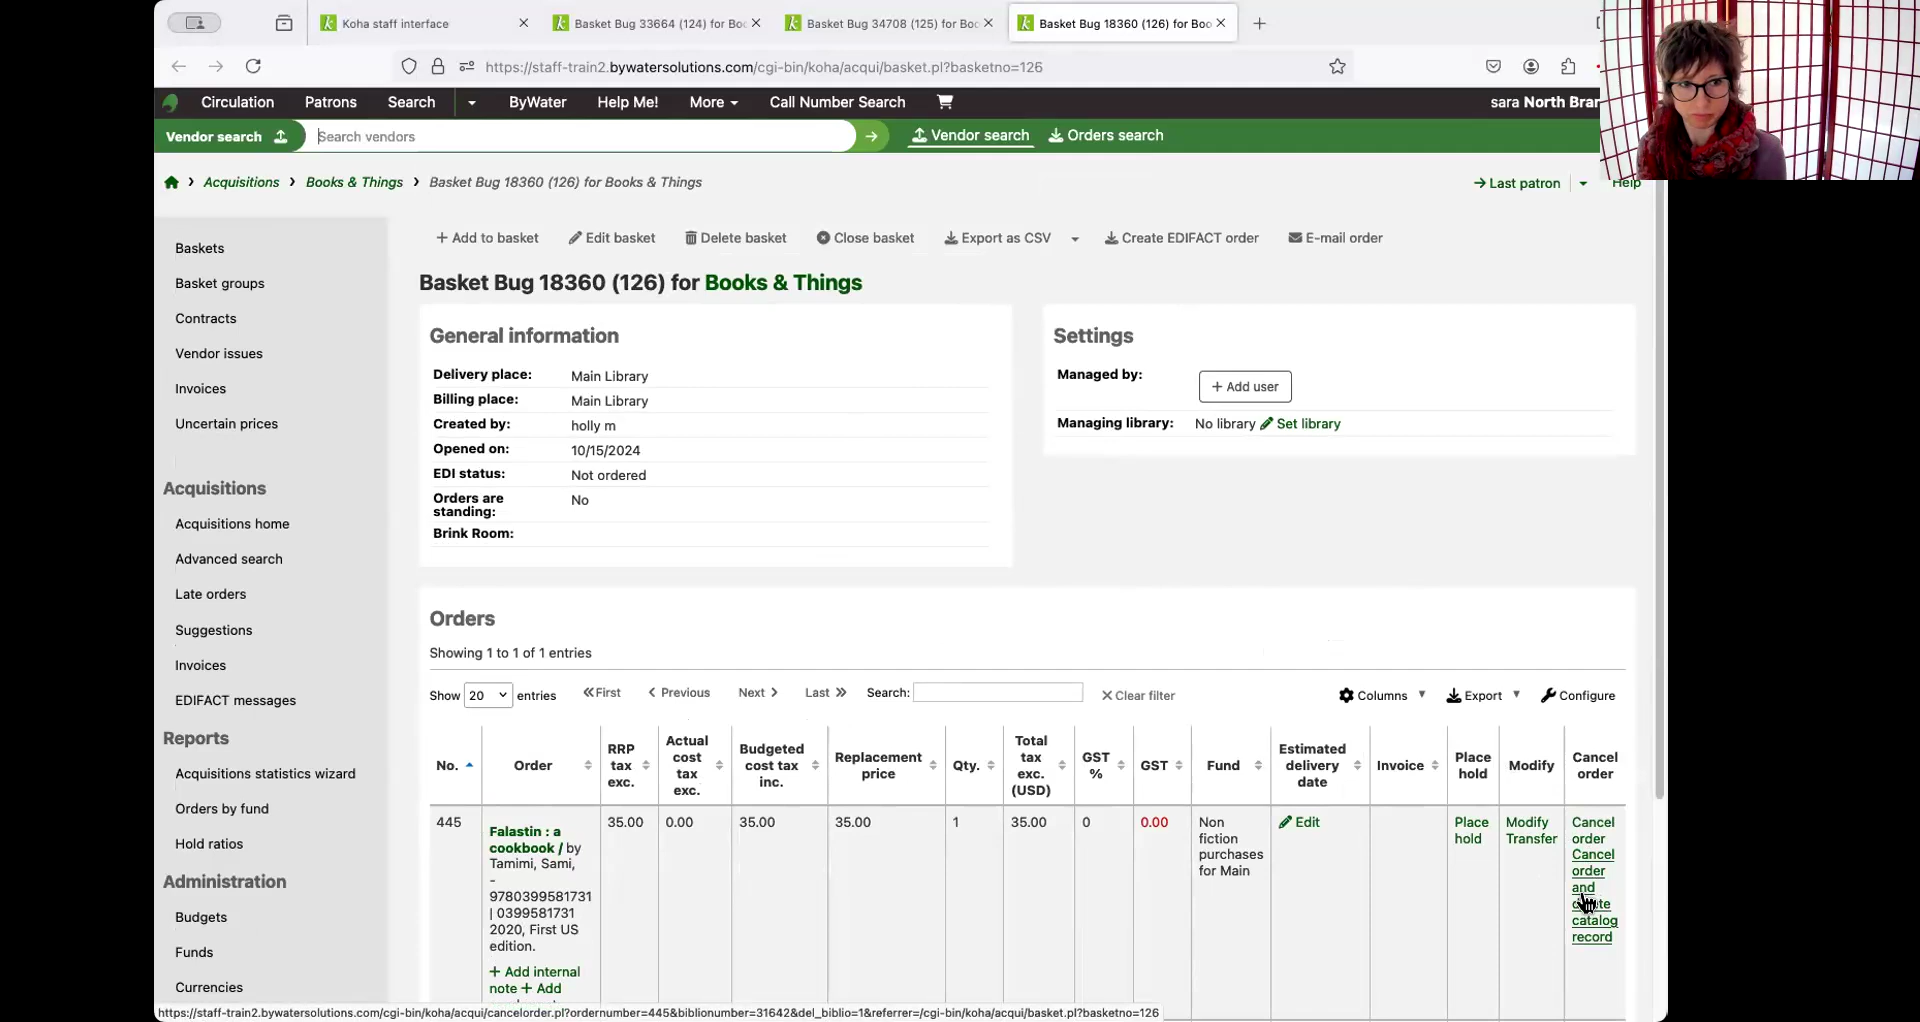 Koha staff interface
Basket Bug 33664 (124) for Boo
Basket Bug 34708 (125) for Boo
Basket Bug 18360 (126) for Boo
https://staff-train2.bywatersolutions.com/cgi-bin/koha/acqui/basket.pl?basketno=126
Circulation Patrons Search ByWater Help Me! More Call Number Search sara North Bran
Vendor search Search vendors Vendor search Orders search
Acquisitions Books & Things Basket Bug 18360 (126) for Books & Things Last patron Help
Baskets
Basket groups
Contracts
Vendor issues
Invoices
Uncertain prices
Acquisitions
Acquisitions home
Advanced search
Late orders
Suggestions
Invoices
EDIFACT messages
Reports
Acquisitions statistics wizard
Orders by fund
Hold ratios
Administration
Budgets
Funds
Currencies
+ Add to basket Edit basket Delete basket Close basket Export as CSV Create EDIFACT order E-mail order
Basket Bug 18360 (126) for Books & Things
General information
Delivery place: Main Library
Billing place: Main Library
Created by: holly m
Opened on: 10/15/2024
EDI status: Not ordered
Orders are standing: No
Brink Room:
Settings
Managed by: + Add user
Managing library: No library Set library
Orders
Showing 1 to 1 of 1 entries
Show 20 entries First Previous Next Last Search: Clear filter Columns Export Configure
No.
Order
RRP tax exc.
Actual cost tax exc.
Budgeted cost tax inc.
Replacement price
Qty.
Total tax exc. (USD)
GST %
GST
Fund
Estimated delivery date
Invoice
Place hold
Modify
Cancel order
445
Falastin : a
cookbook / by
Tamimi, Sami,
-
9780399581731
| 0399581731
2020, First US
edition.
+ Add internal
note + Add
35.00
0.00
35.00
35.00
1
35.00
0
0.00
Non
fiction
purchases
for Main
Edit
Place
hold
Modify
Transfer
Cancel
order
Cancel
order
and
catalog
record
https://staff-train2.bywatersolutions.com/cgi-bin/koha/acqui/cancelorder.pl?ordernumber=445&biblionumber=31642&del_biblio=1&referrer=/cgi-bin/koha/acqui/basket.pl?basketno=126